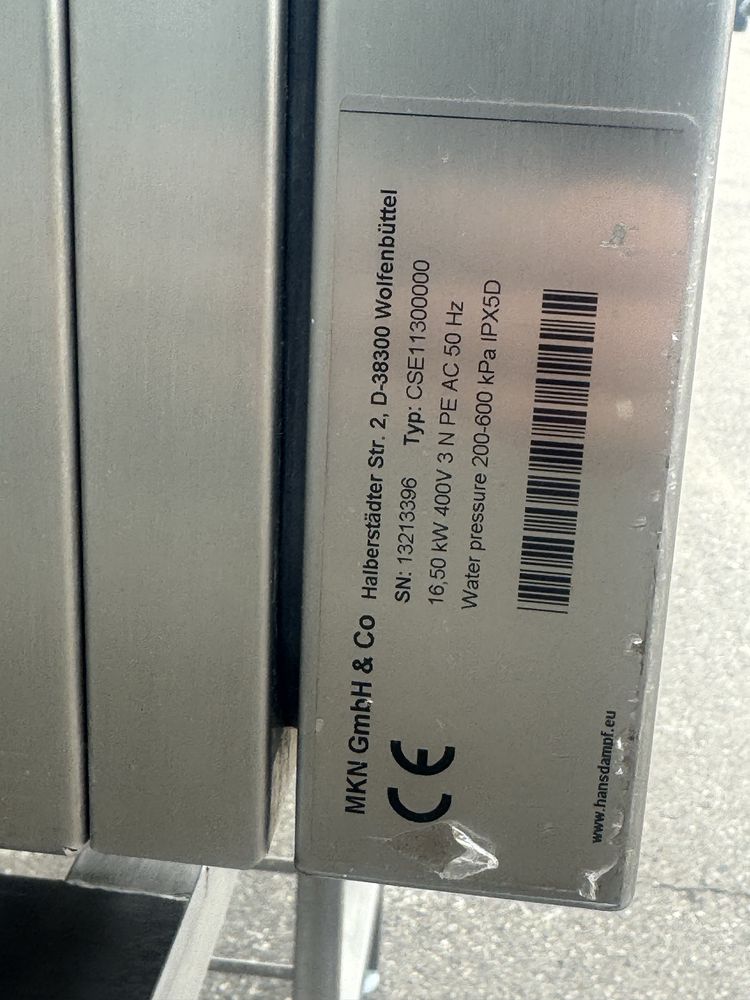 MKN GmbH & Co Halberstädter Str. 2, D-38300 Wolfenbüttel
SN: 13213396 Typ: CSE11300000
16,50 kW 400V 3 N PE AC 50 Hz
Water pressure 200-600 kPa IPX5D
CE
www.hansdampf.eu